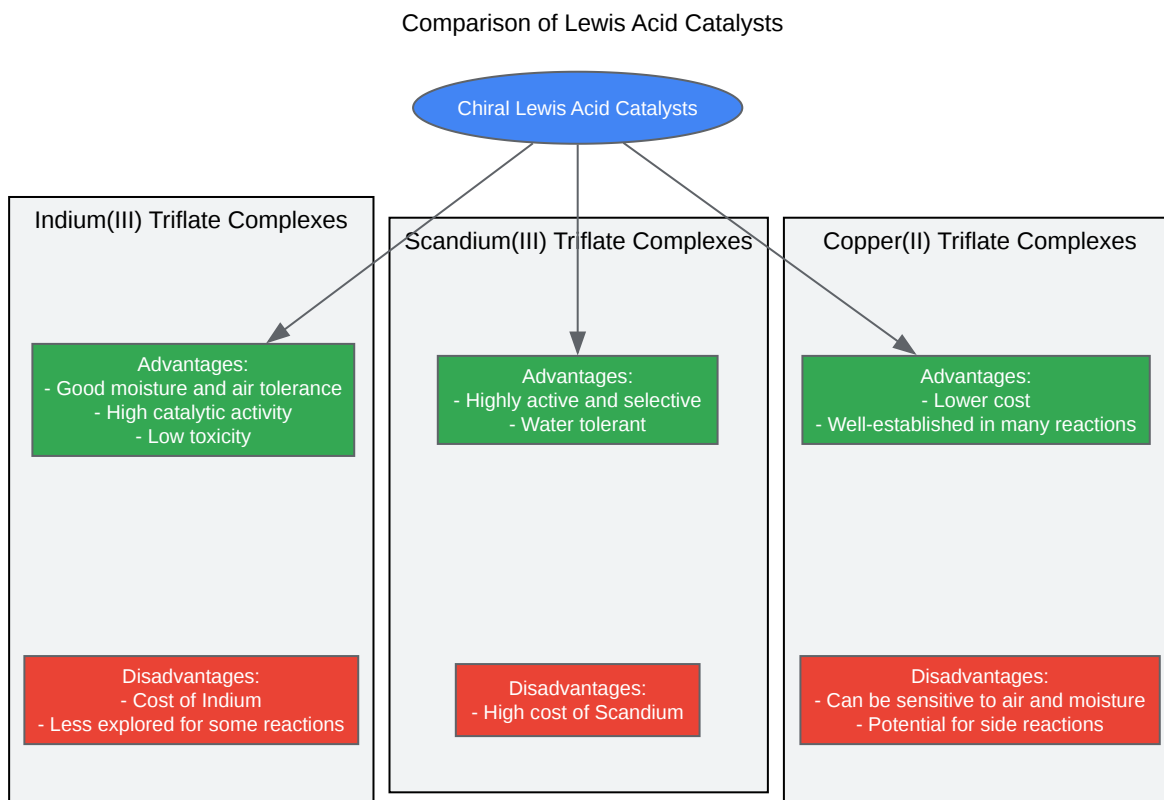 Comparison of Lewis Acid Catalysts
Chiral Lewis Acid Catalysts
Indium(III) Triflate Complexes
Advantages:
- Good moisture and air tolerance
- High catalytic activity
- Low toxicity
Disadvantages:
- Cost of Indium
- Less explored for some reactions
Scandium(III) Triflate Complexes
Advantages:
- Highly active and selective
- Water tolerant
Disadvantages:
- High cost of Scandium
Copper(II) Triflate Complexes
Advantages:
- Lower cost
- Well-established in many reactions
Disadvantages:
- Can be sensitive to air and moisture
- Potential for side reactions